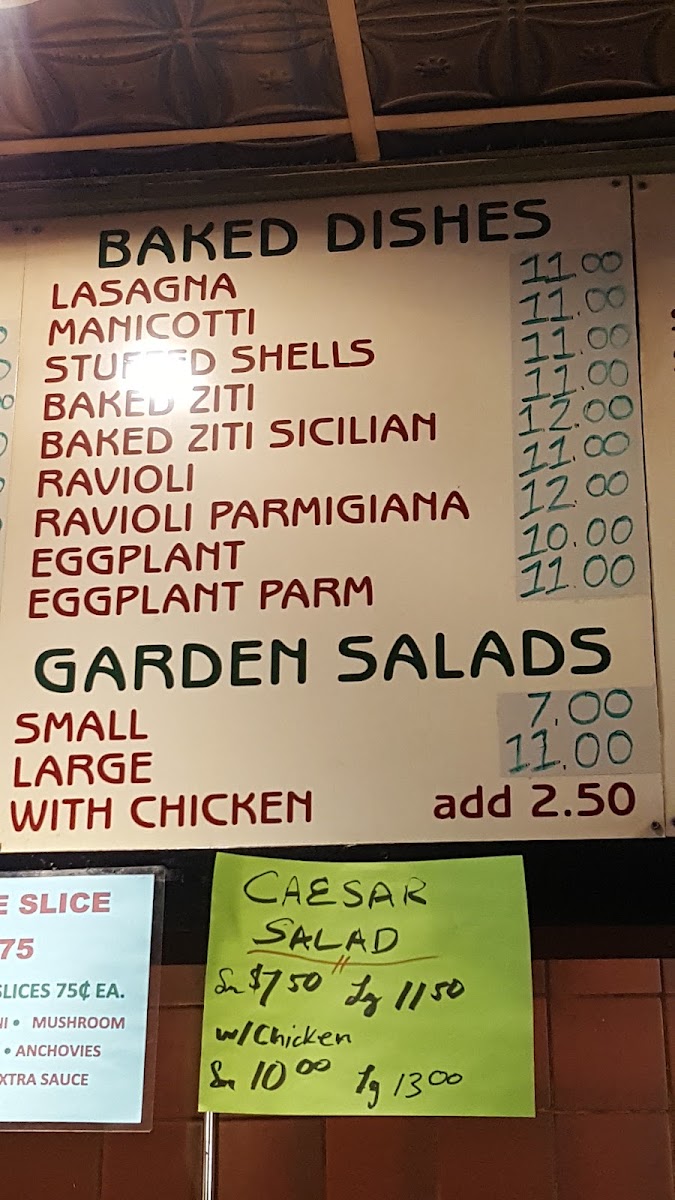 BAKED DISHES
LASAGNA 11.00
MANICOTTI 11.00
STUFFED SHELLS 11.00
BAKED ZITI 11.00
BAKED ZITI SICILIAN 12.00
RAVIOLI 11.00
RAVIOLI PARMIGIANA 12.00
EGGPLANT 10.00
EGGPLANT PARM 11.00
GARDEN SALADS
SMALL 7.00
LARGE 11.00
WITH CHICKEN add 2.50
SLICE
75
SLICES 75¢ EA.
• MUSHROOM
• ANCHOVIES
SAUCE
CAESAR
SALAD
Sm $7 50 Lg 11 50
w/Chicken
Sm 10 00 Lg 13 00